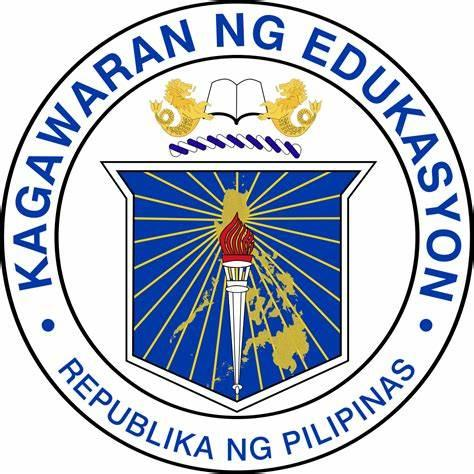 KAGAWARAN NG EDUKASYON
REPUBLIKA NG PILIPINAS